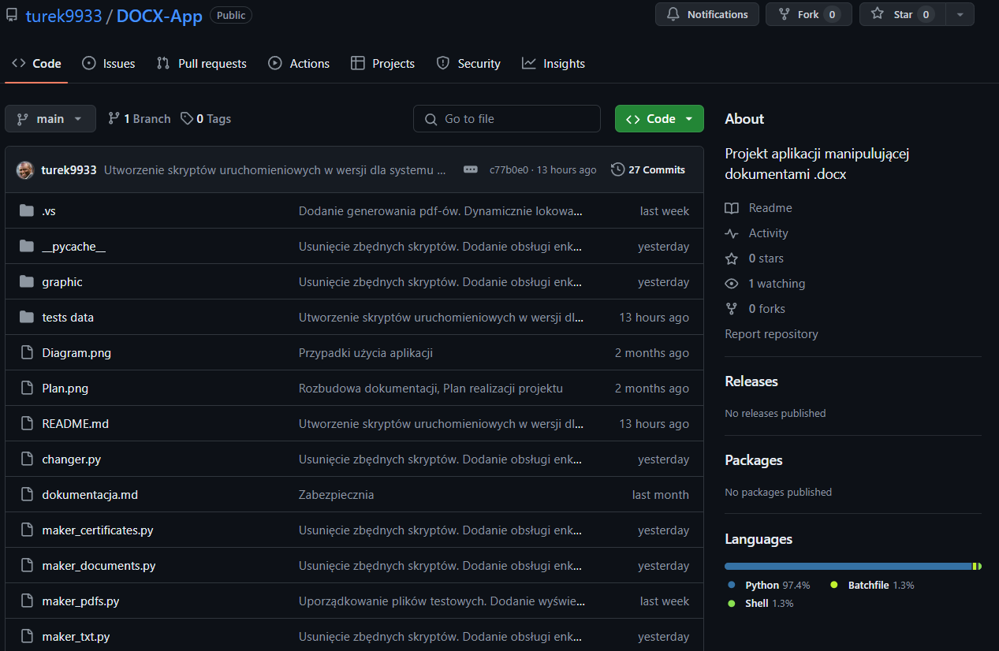 turek9933 / DOCX-App Public
Notifications Fork 0 Star 0
Code Issues Pull requests Actions Projects Security Insights
main 1 Branch 0 Tags Go to file Code
turek9933 Utworzenie skryptów uruchomieniowych w wersji dla systemu ... c77b0e0 · 13 hours ago 27 Commits
.vs Dodanie generowania pdf-ów. Dynamicznie lokowa... last week
__pycache__ Usunięcie zbędnych skryptów. Dodanie obsługi enk... yesterday
graphic Usunięcie zbędnych skryptów. Dodanie obsługi enk... yesterday
tests data Utworzenie skryptów uruchomieniowych w wersji dl... 13 hours ago
Diagram.png Przypadki użycia aplikacji 2 months ago
Plan.png Rozbudowa dokumentacji, Plan realizacji projektu 2 months ago
README.md Utworzenie skryptów uruchomieniowych w wersji dl... 13 hours ago
changer.py Usunięcie zbędnych skryptów. Dodanie obsługi enk... yesterday
dokumentacja.md Zabezpiecznia last month
maker_certificates.py Usunięcie zbędnych skryptów. Dodanie obsługi enk... yesterday
maker_documents.py Usunięcie zbędnych skryptów. Dodanie obsługi enk... yesterday
maker_pdfs.py Uporządkowanie plików testowych. Dodanie wyświe... last week
maker_txt.py Usunięcie zbędnych skryptów. Dodanie obsługi enk... yesterday
About
Projekt aplikacji manipulującej
dokumentami .docx
Readme
Activity
0 stars
1 watching
0 forks
Report repository
Releases
No releases published
Packages
No packages published
Languages
Python 97.4% Batchfile 1.3%
Shell 1.3%